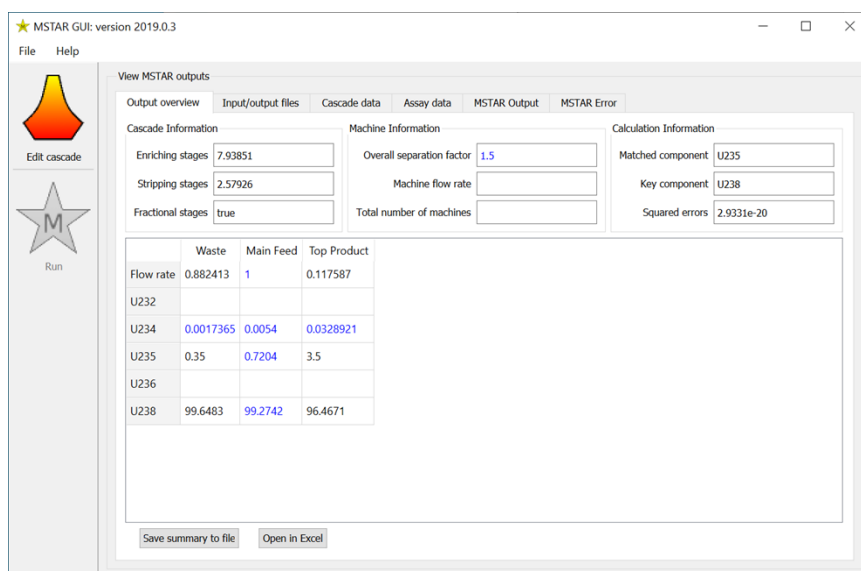 MSTAR GUI: version 2019.0.3
File Help
Edit cascade
M
Run
View MSTAR outputs
Output overview Input/output files Cascade data Assay data MSTAR Output MSTAR Error
Cascade Information Machine Information Calculation Information
Enriching stages 7.93851 Overall separation factor 1.5 Matched component U235
Stripping stages 2.57926 Machine flow rate Key component U238
Fractional stages true Total number of machines Squared errors 2.9331e-20
Waste Main Feed Top Product
Flow rate 0.882413 1 0.117587
U232
U234 0.0017365 0.0054 0.0328921
U235 0.35 0.7204 3.5
U236
U238 99.6483 99.2742 96.4671
Save summary to file Open in Excel